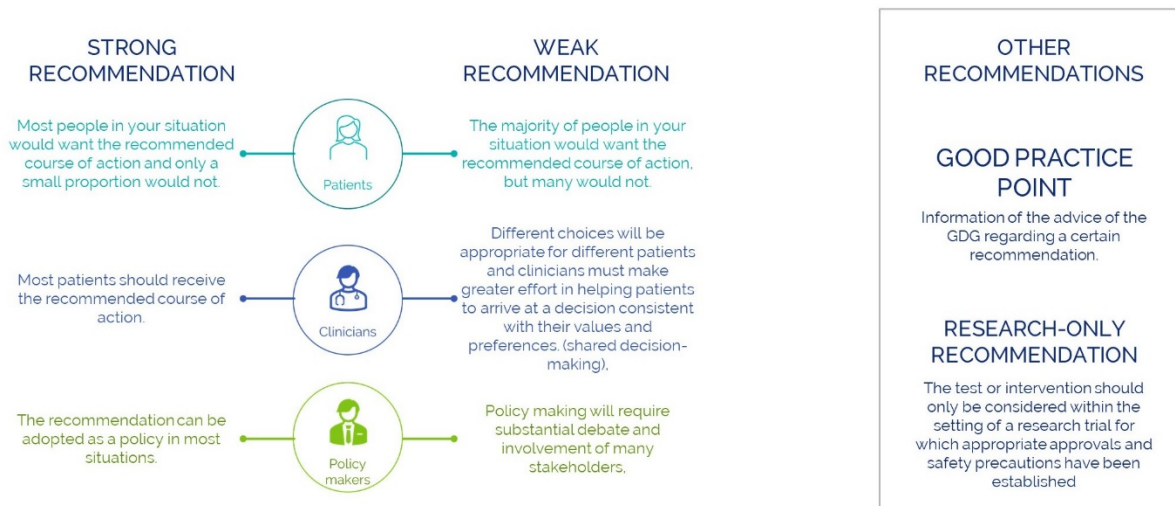 STRONG
RECOMMENDATION
WEAK
RECOMMENDATION
Most people in your situation
would want the recommended
course of action and only a
small proportion would not.
Patients
The majority of people in your
situation would want the
recommended course of action,
but many would not.
Most patients should receive
the recommended course of
action.
Clinicians
Different choices will be
appropriate for different patients
and clinicians must make
greater effort in helping patients
to arrive at a decision consistent
with their values and
preferences. (shared decision-
making),
The recommendation can be
adopted as a policy in most
situations.
Policy
makers
Policy making will require
substantial debate and
involvement of many
stakeholders,
OTHER
RECOMMENDATIONS
GOOD PRACTICE
POINT
Information of the advice of the
GDG regarding a certain
recommendation.
RESEARCH-ONLY
RECOMMENDATION
The test or intervention should
only be considered within the
setting of a research trial for
which appropriate approvals and
safety precautions have been
established